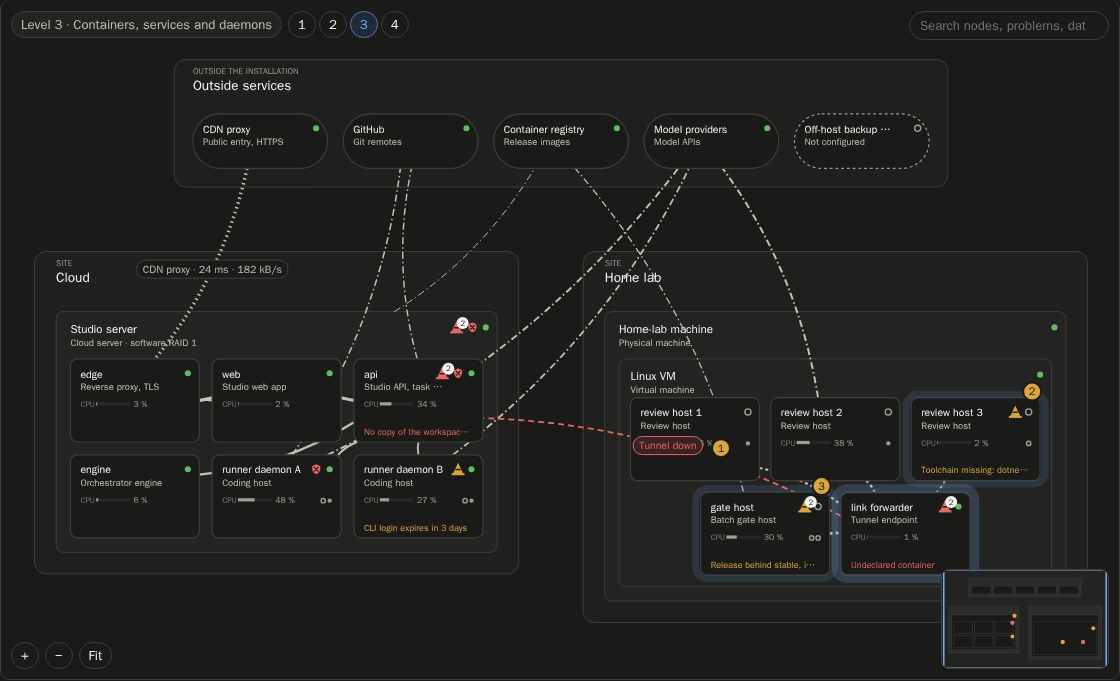 Level 3 · Containers, services and daemons
1
2
3
4
Search nodes, problems, dat
OUTSIDE THE INSTALLATION
Outside services
CDN proxy
Public entry, HTTPS
GitHub
Git remotes
Container registry
Release images
Model providers
Model APIs
Off-host backup ···
Not configured
SITE
Cloud
CDN proxy · 24 ms · 182 kB/s
Studio server
Cloud server · software RAID 1
2
edge
Reverse proxy, TLS
CPU 3 %
web
Studio web app
CPU 2 %
api
2
Studio API, task ···
CPU 34 %
No copy of the workspac···
engine
Orchestrator engine
CPU 6 %
runner daemon A
Coding host
CPU 48 %
runner daemon B
Coding host
CPU 27 %
CLI login expires in 3 days
SITE
Home lab
Home-lab machine
Physical machine
Linux VM
Virtual machine
review host 1
Review host
Tunnel down
%
1
review host 2
Review host
CPU 38 %
2
review host 3
Review host
CPU 2 %
Toolchain missing: dotne···
3
gate host
2
Batch gate host
CPU 30 %
Release behind stable, i···
link forwarder
2
Tunnel endpoint
CPU 1 %
Undeclared container
+
−
Fit